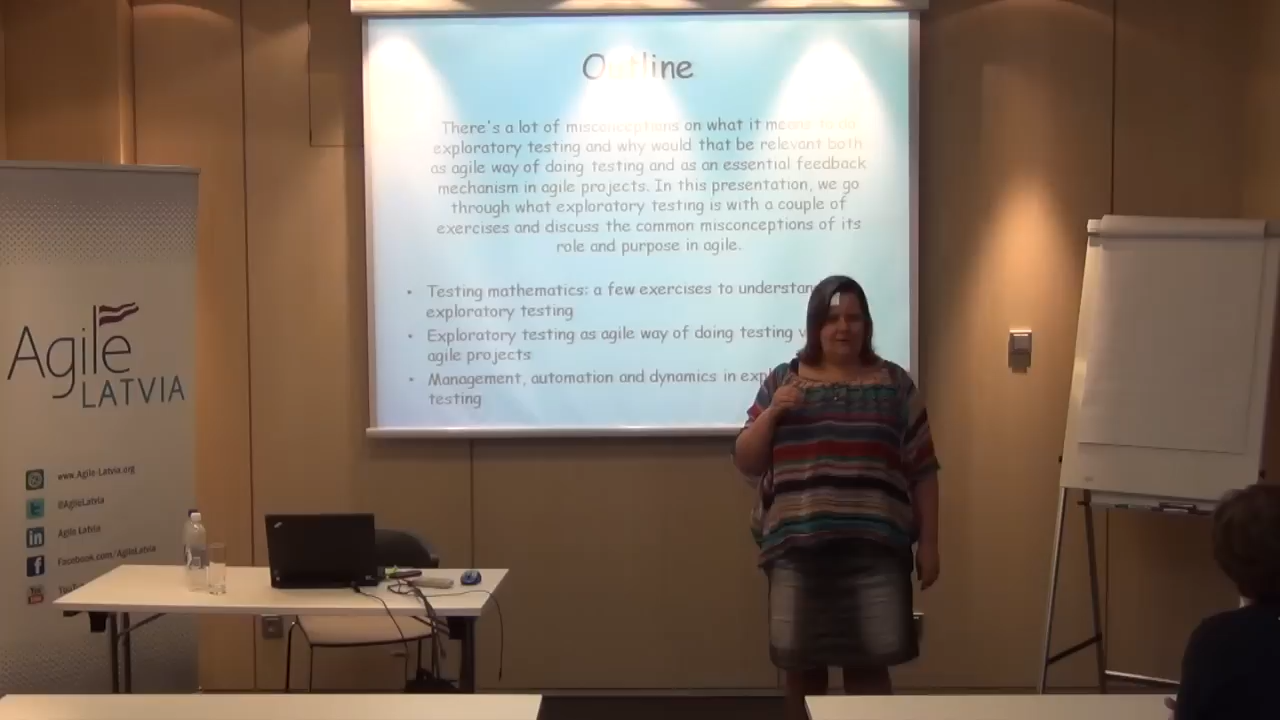 Outline
There's a lot of misconceptions on what it means to do
exploratory testing and why would that be relevant both
as agile way of doing testing and as an essential feedback
mechanism in agile projects. In this presentation, we go
through what exploratory testing is with a couple of
exercises and discuss the common misconceptions of its
role and purpose in agile.
• Testing mathematics: a few exercises to understand
exploratory testing
• Exploratory testing as agile way of doing testing
agile projects
• Management, automation and dynamics in
testing
Agile
LATVIA
www.Agile-Latvia.org
@AgileLatvia
in Agile Latvia
f Facebook.com/AgileLatvia
You